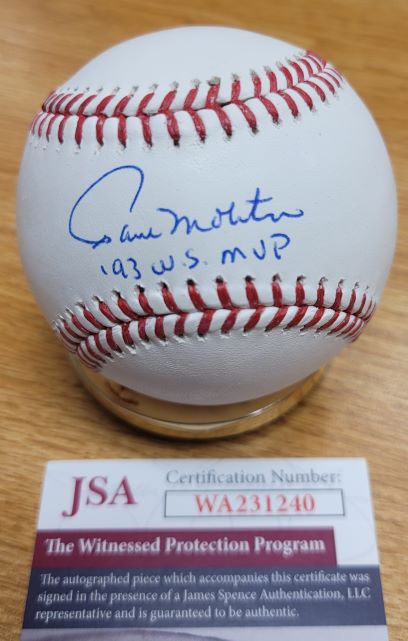 Paul Molitor
'93 W.S. MVP
JSA
Certification Number:
WA231240
The Witnessed Protection Program
The autographed piece which accompanies this certificate was
signed in the presence of a James Spence Authentication, LLC
representative and is guaranteed to be authentic.